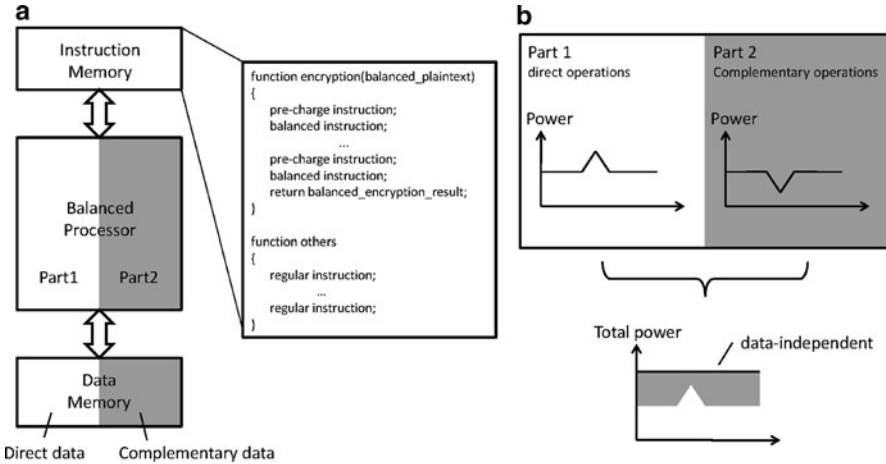 a
Instruction
Memory
Balanced
Processor
Part1
Part2
Data
Memory
Direct data
Complementary data
function encryption(balanced_plaintext)
{
pre-charge instruction;
balanced instruction;
...
pre-charge instruction;
balanced instruction;
return balanced_encryption_result;
}
function others
{
regular instruction;
...
regular instruction;
}
b
Part 1
direct operations
Power
Part 2
Complementary operations
Power
Total power
data-independent